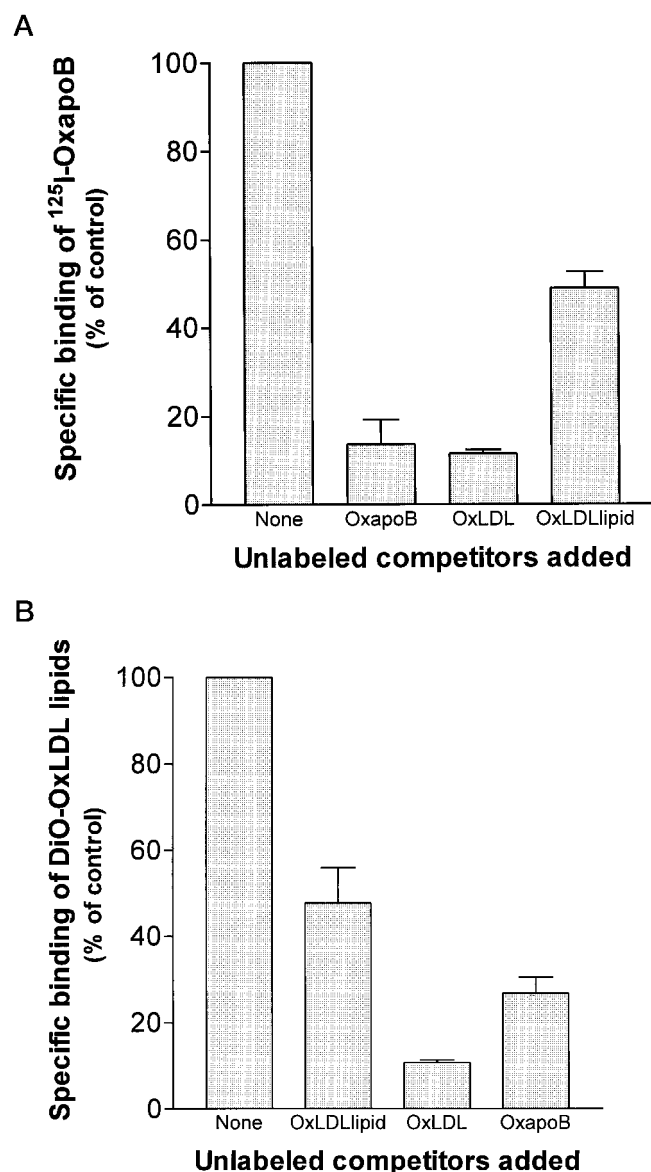 A
Specific binding of ¹²⁵I-OxapoB
(% of control)
100
80
60
40
20
0
None OxapoB OxLDL OxLDLlipid
Unlabeled competitors added
B
Specific binding of DiO-OxLDL lipids
(% of control)
100
80
60
40
20
0
None OxLDLlipid OxLDL OxapoB
Unlabeled competitors added